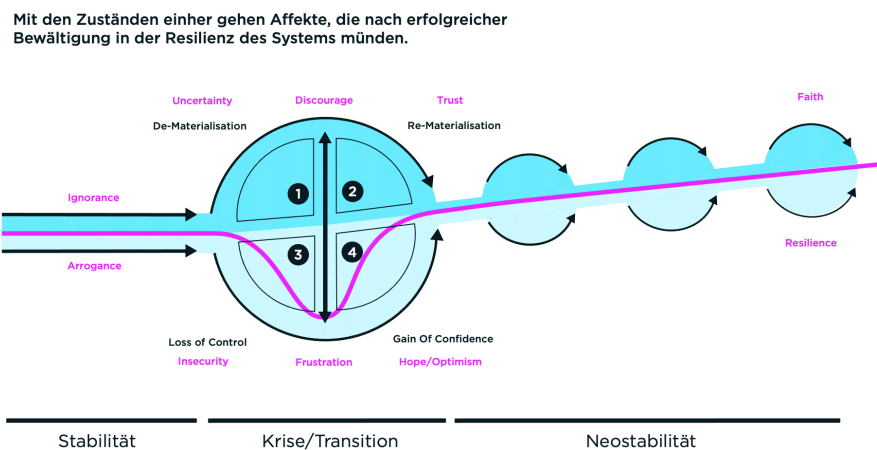 Mit den Zuständen einher gehen Affekte, die nach erfolgreicher
Bewältigung in der Resilienz des Systems münden.
Uncertainty
Discourage
Trust
Faith
De-Materialisation
Re-Materialisation
Ignorance
1
2
3
4
Arrogance
Resilience
Loss of Control
Gain Of Confidence
Insecurity
Frustration
Hope/Optimism
Stabilität
Krise/Transition
Neostabilität